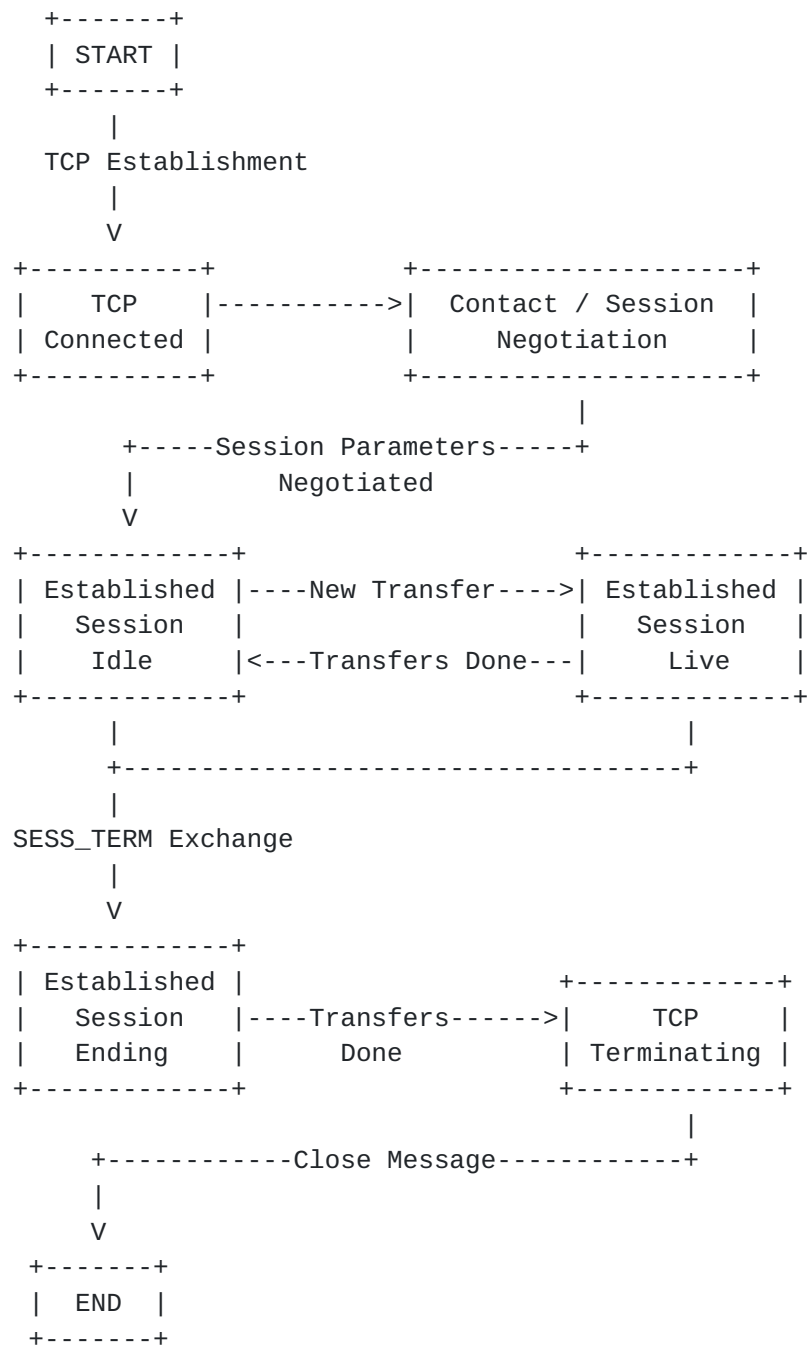 START
TCP Establishment
TCP
Connected
Contact / Session
Negotiation
Session Parameters
Negotiated
Established
Session
Idle
New Transfer
Transfers Done
Established
Session
Live
SESS_TERM Exchange
Established
Session
Ending
Transfers
Done
TCP
Terminating
Close Message
END